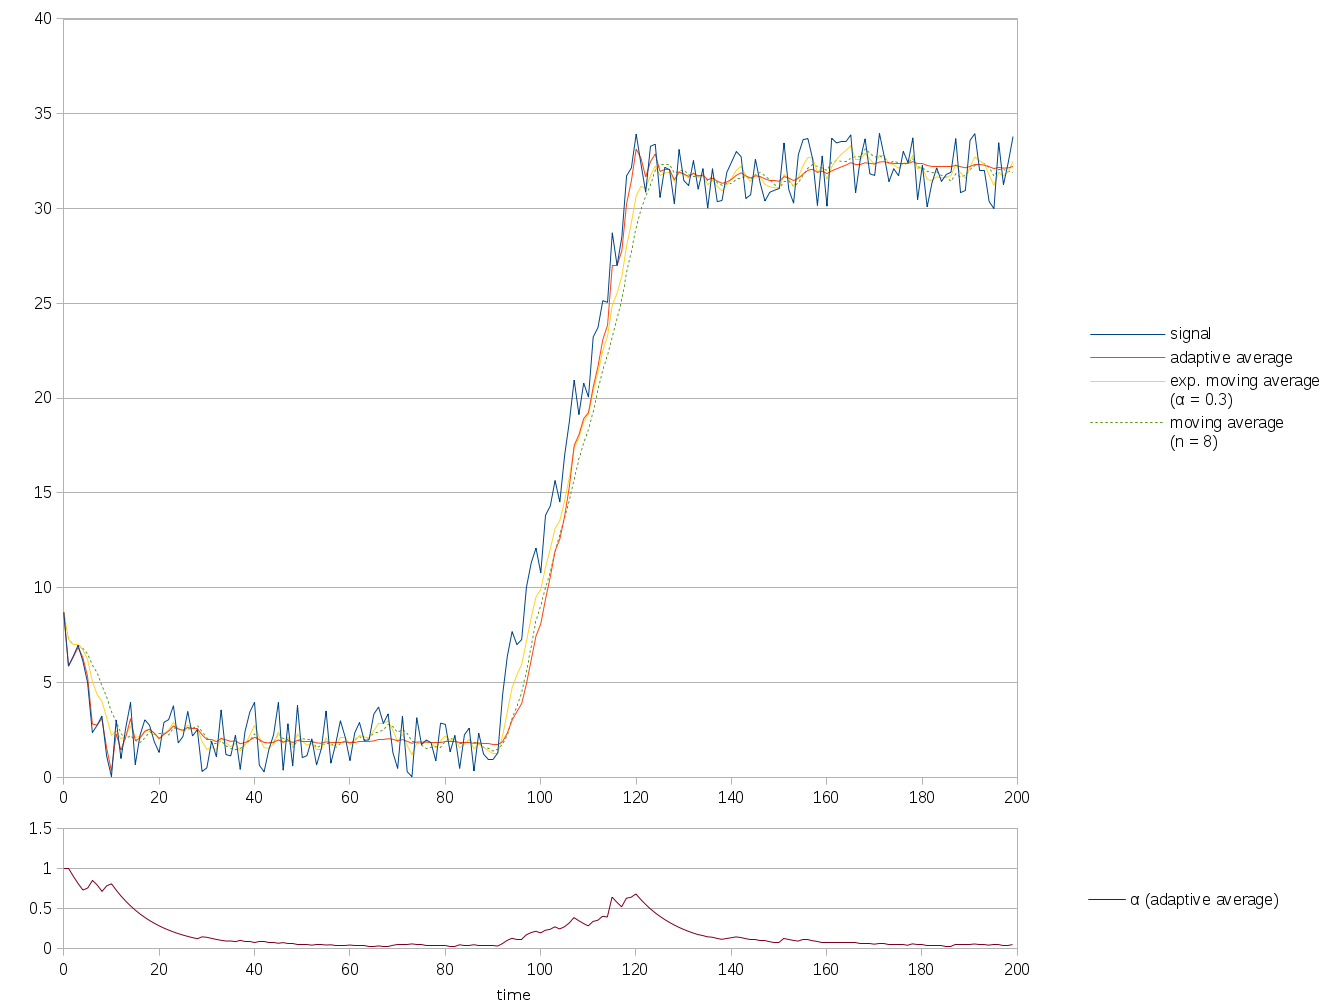 40
35
30
25
20
15
10
5
0
0 20 40 60 80 100 120 140 160 180 200
signal
adaptive average
exp. moving average
(α = 0.3)
moving average
(n = 8)
1.5
1
0.5
0
0 20 40 60 80 100 120 140 160 180 200
time
α (adaptive average)